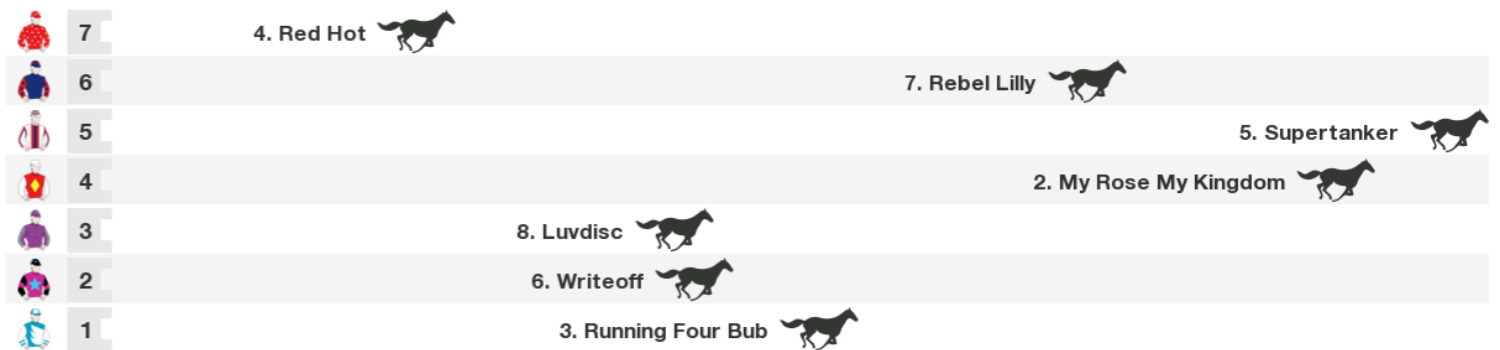 7 4. Red Hot
6 7. Rebel Lilly
5 5. Supertanker
4 2. My Rose My Kingdom
3 8. Luvdisc
2 6. Writeoff
1 3. Running Four Bub